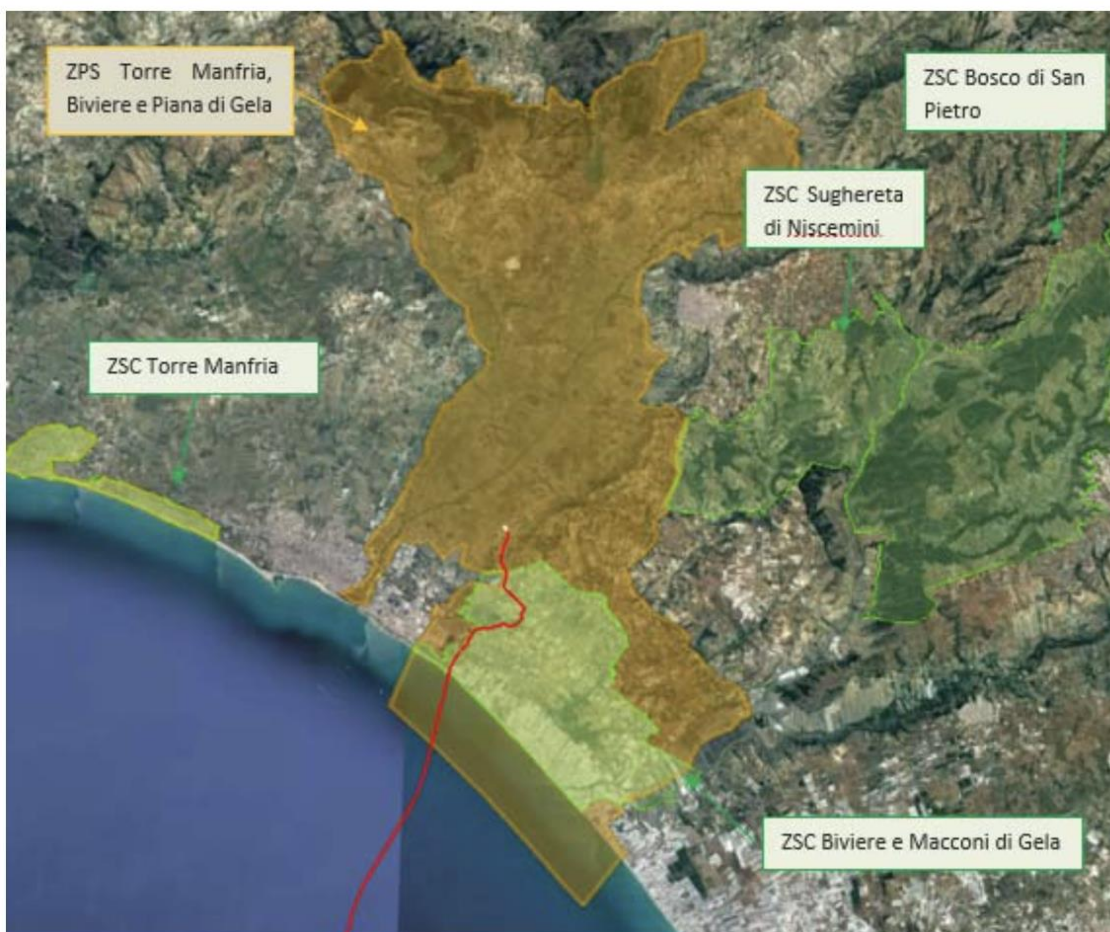 ZPS Torre Manfria,
Biviere e Piana di Gela
ZSC Bosco di San
Pietro
ZSC Sughereta
di Niscemini
ZSC Torre Manfria
ZSC Biviere e Macconi di Gela